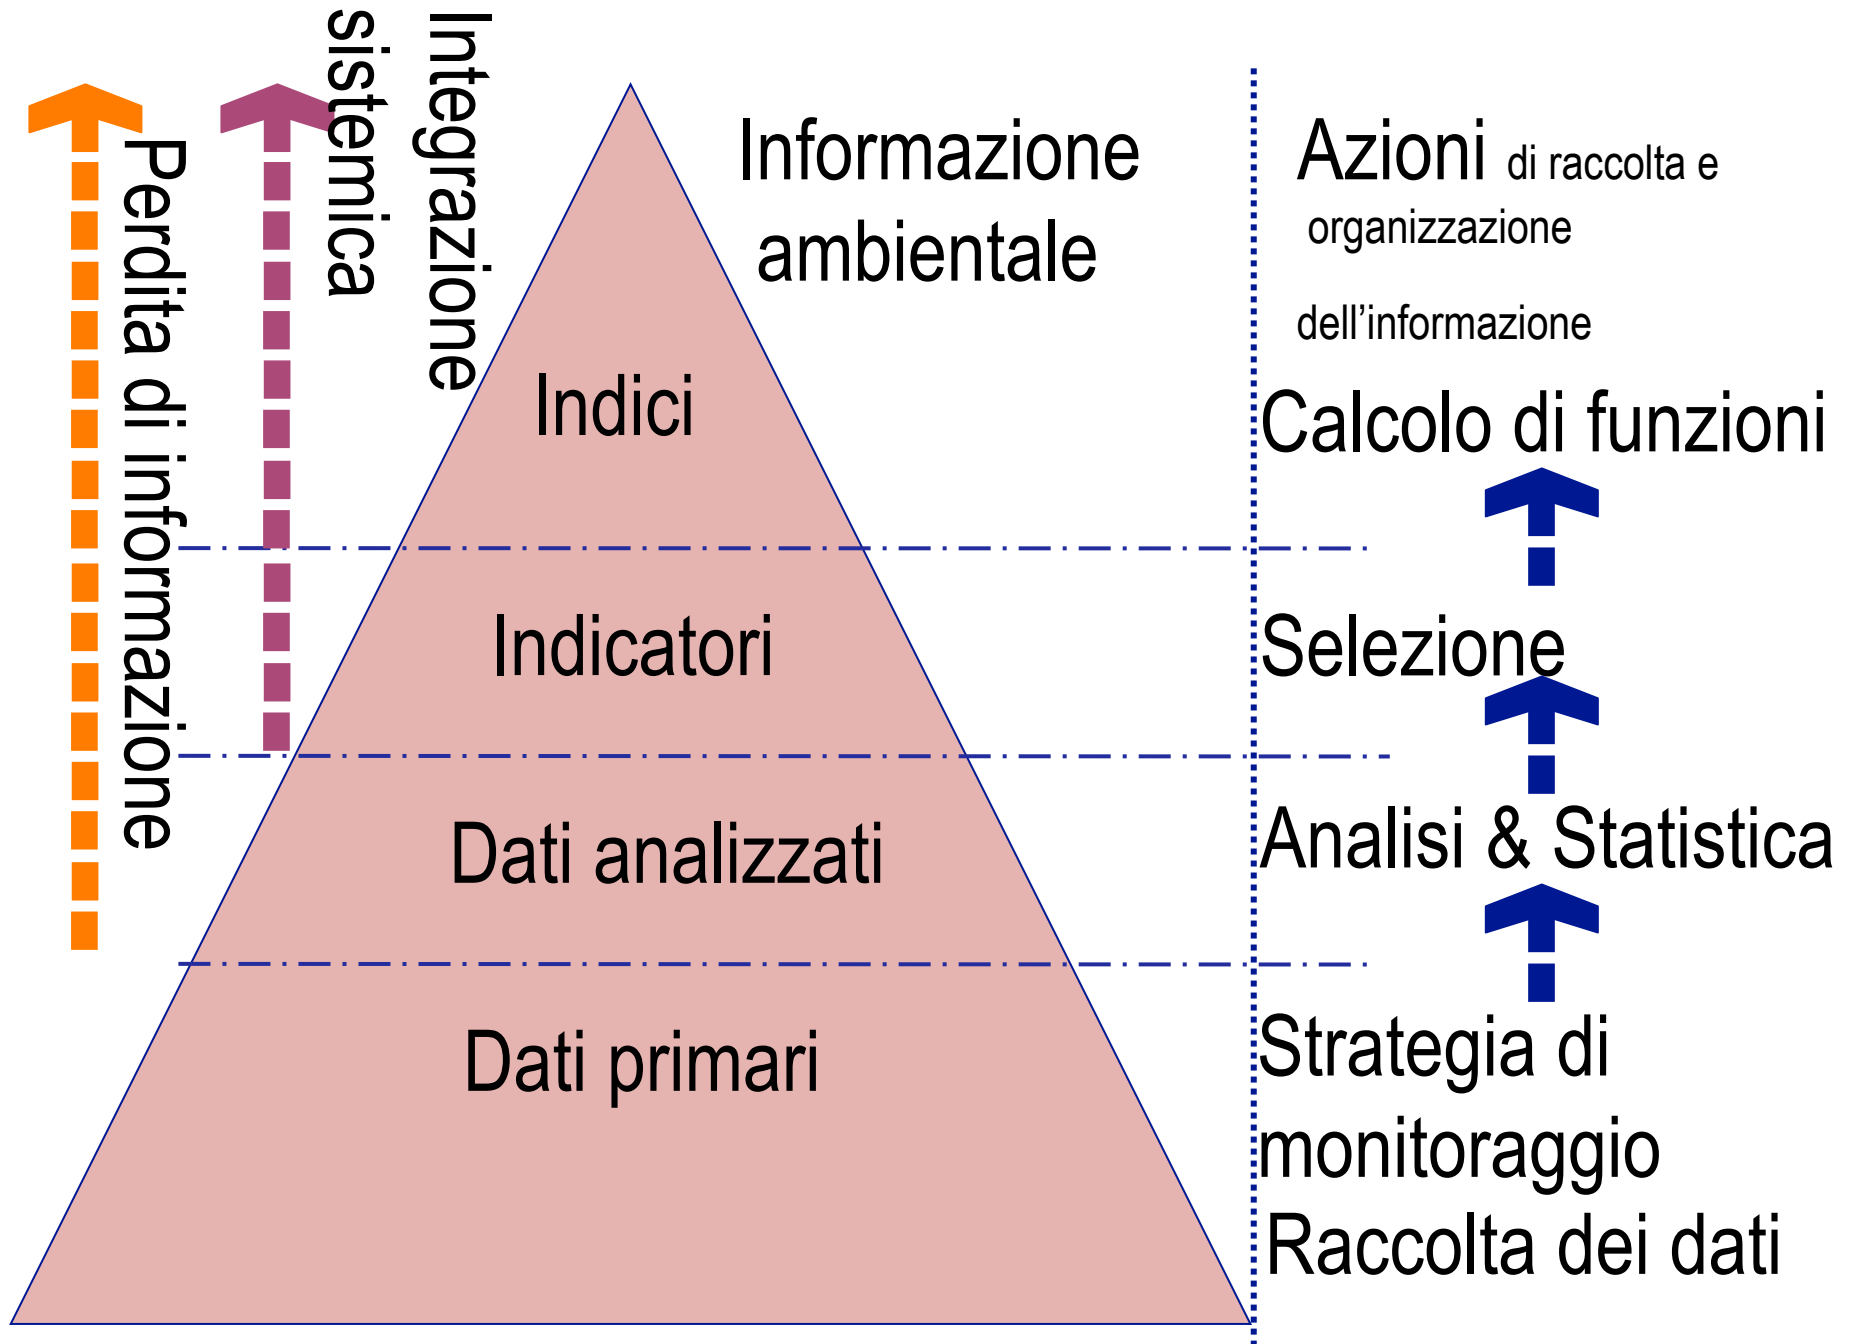 Perdita di informazione
Integrazione
sistemica
Informazione
ambientale
Indici
Indicatori
Dati analizzati
Dati primari
Azioni di raccolta e
organizzazione
dell’informazione
Calcolo di funzioni
Selezione
Analisi & Statistica
Strategia di
monitoraggio
Raccolta dei dati